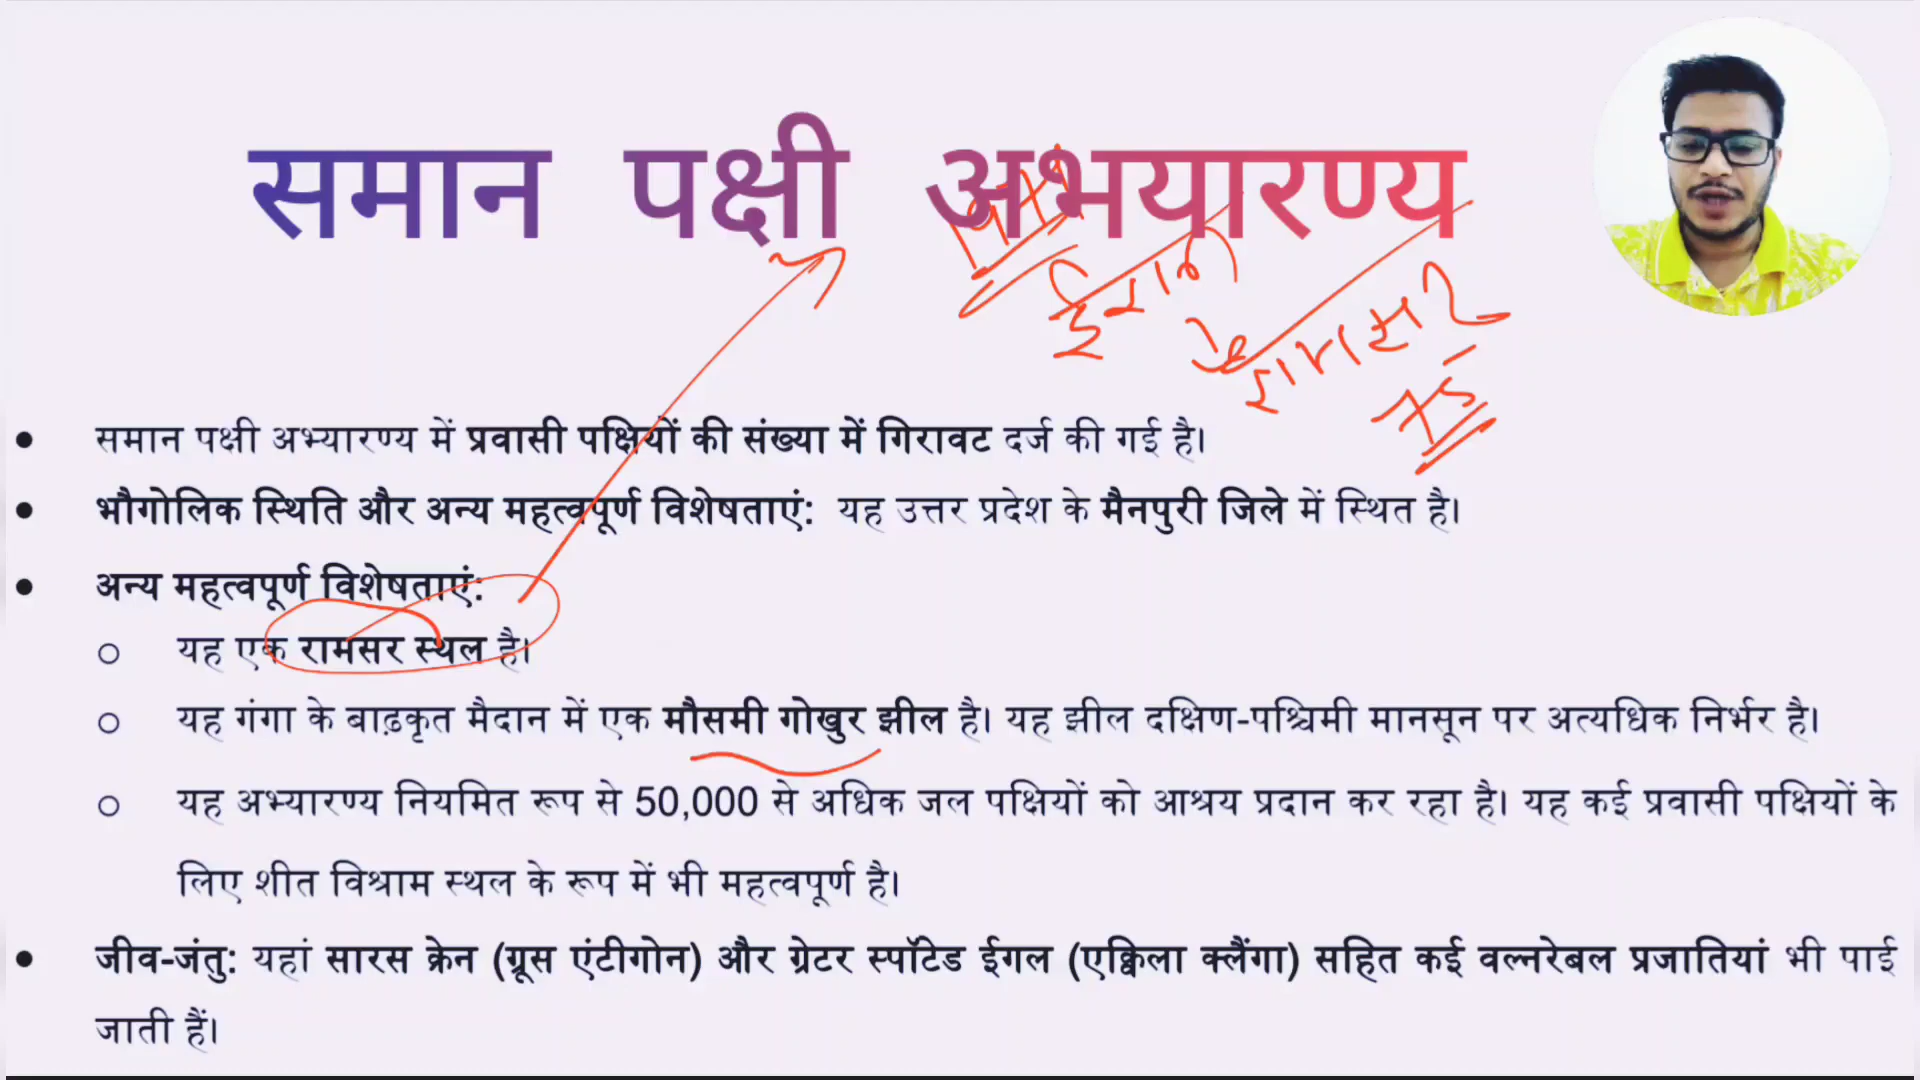 समान पक्षी अभयारण्य
ईरान
के
रामसर
75
समान पक्षी अभ्यारण्य में प्रवासी पक्षियों की संख्या में गिरावट दर्ज की गई है।
भौगोलिक स्थिति और अन्य महत्वपूर्ण विशेषताएं: यह उत्तर प्रदेश के मैनपुरी जिले में स्थित है।
अन्य महत्वपूर्ण विशेषताएं:
यह एक रामसर स्थल है।
यह गंगा के बाढ़कृत मैदान में एक मौसमी गोखुर झील है। यह झील दक्षिण-पश्चिमी मानसून पर अत्यधिक निर्भर है।
यह अभ्यारण्य नियमित रूप से 50,000 से अधिक जल पक्षियों को आश्रय प्रदान कर रहा है। यह कई प्रवासी पक्षियों के
लिए शीत विश्राम स्थल के रूप में भी महत्वपूर्ण है।
जीव-जंतु: यहां सारस क्रेन (ग्रूस एंटीगोन) और ग्रेटर स्पॉटेड ईगल (एक्विला क्लैंगा) सहित कई वल्नरेबल प्रजातियां भी पाई
जाती हैं।